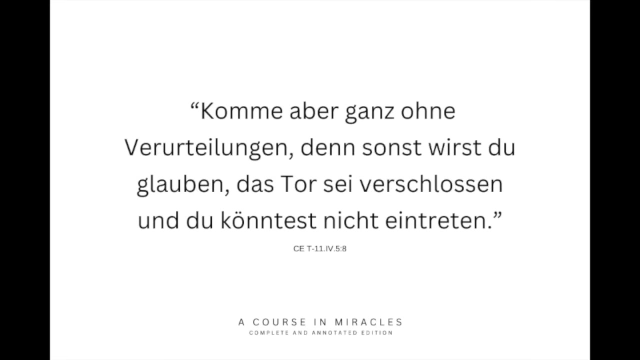 “Komme aber ganz ohne
Verurteilungen, denn sonst wirst du
glauben, das Tor sei verschlossen
und du könntest nicht eintreten.”
CE T-11.IV.5:8
A COURSE IN MIRACLES
COMPLETE AND ANNOTATED EDITION